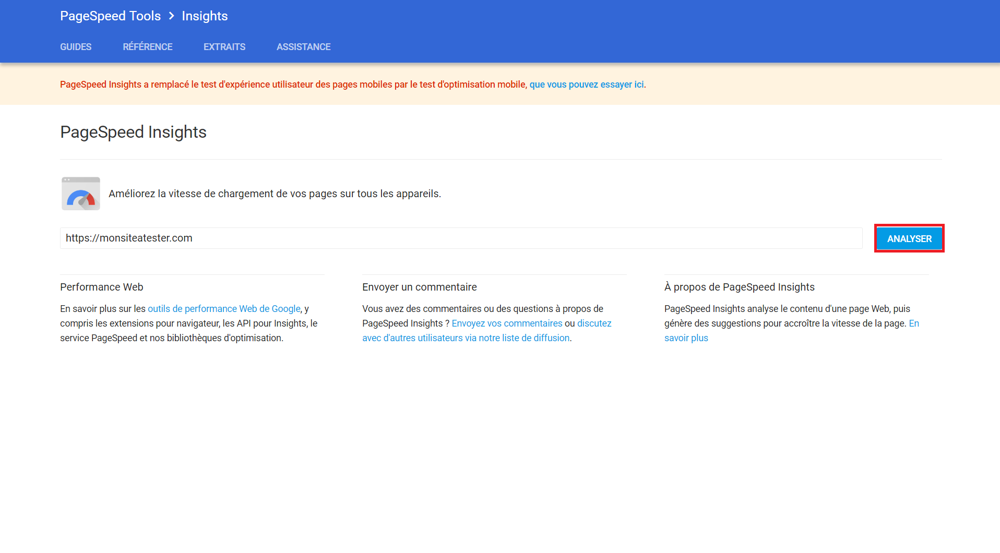 PageSpeed Tools > Insights
GUIDES RÉFÉRENCE EXTRAITS ASSISTANCE
PageSpeed Insights a remplacé le test d'expérience utilisateur des pages mobiles par le test d'optimisation mobile, que vous pouvez essayer ici.
PageSpeed Insights
Améliorez la vitesse de chargement de vos pages sur tous les appareils.
https://monsiteatester.com
ANALYSER
Performance Web
En savoir plus sur les outils de performance Web de Google, y
compris les extensions pour navigateur, les API pour Insights, le
service PageSpeed et nos bibliothèques d'optimisation.
Envoyer un commentaire
Vous avez des commentaires ou des questions à propos de
PageSpeed Insights ? Envoyez vos commentaires ou discutez
avec d'autres utilisateurs via notre liste de diffusion.
À propos de PageSpeed Insights
PageSpeed Insights analyse le contenu d'une page Web, puis
génère des suggestions pour accroître la vitesse de la page. En
savoir plus